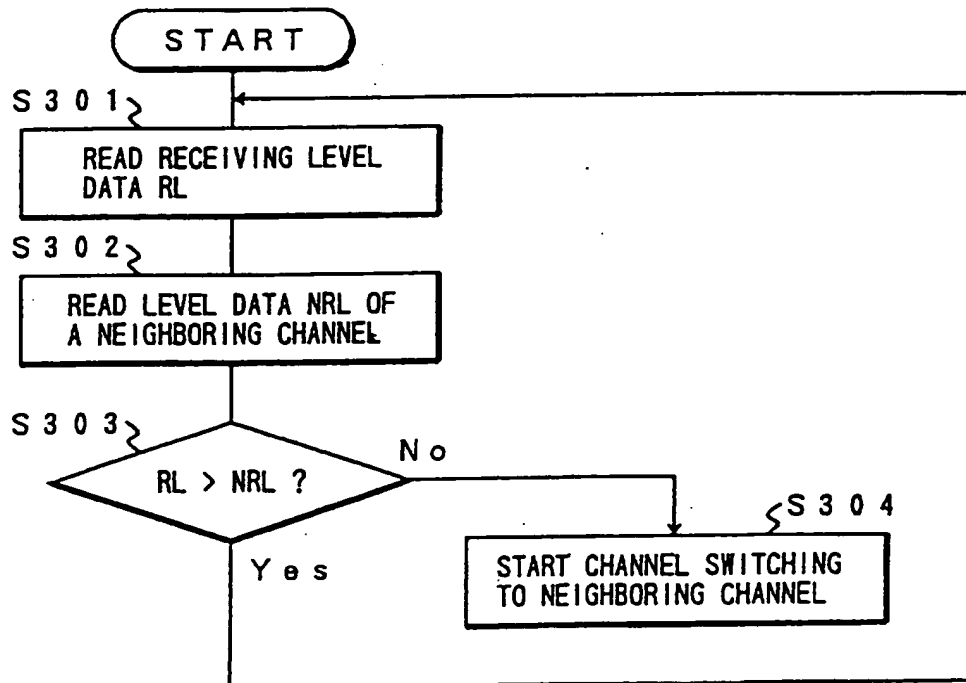 START
S301
READ RECEIVING LEVEL
DATA RL
S302
READ LEVEL DATA NRL OF
A NEIGHBORING CHANNEL
S303
No
RL > NRL ?
S304
Yes
START CHANNEL SWITCHING
TO NEIGHBORING CHANNEL